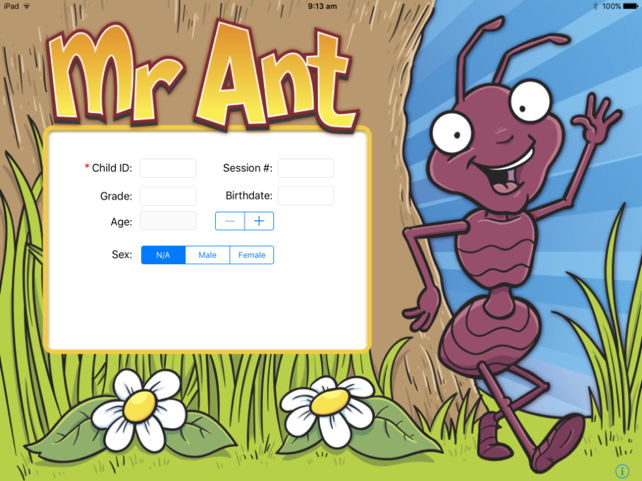 iPad 9:13 am 100%
Mr Ant
* Child ID: Session #:
Grade: Birthdate:
Age: − +
Sex: N/A Male Female
i